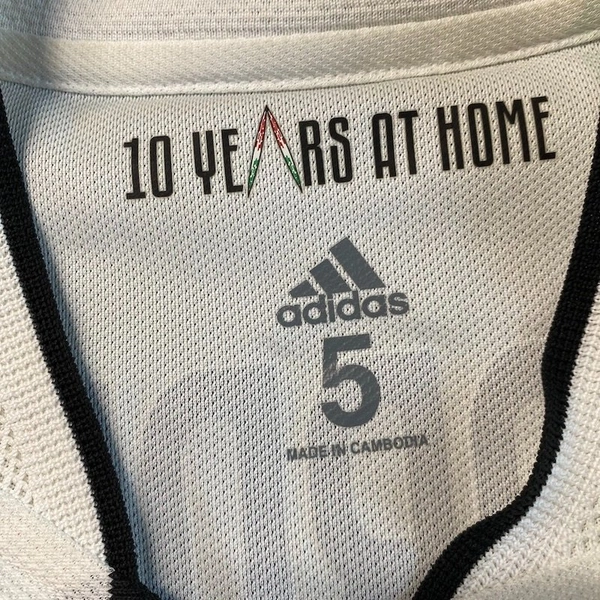 10 YEARS AT HOME
adidas
5
MADE IN CAMBODIA